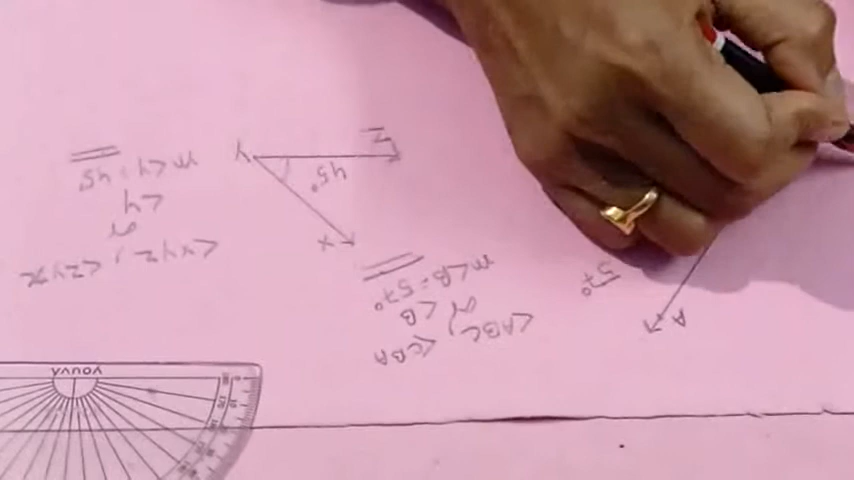 A
57°
<ABC, <CBA
or
<B
m<B = 57°
X
45°
Y
Z
<XYZ, <ZYX
or
<Y
m<Y = 45
YOUVA